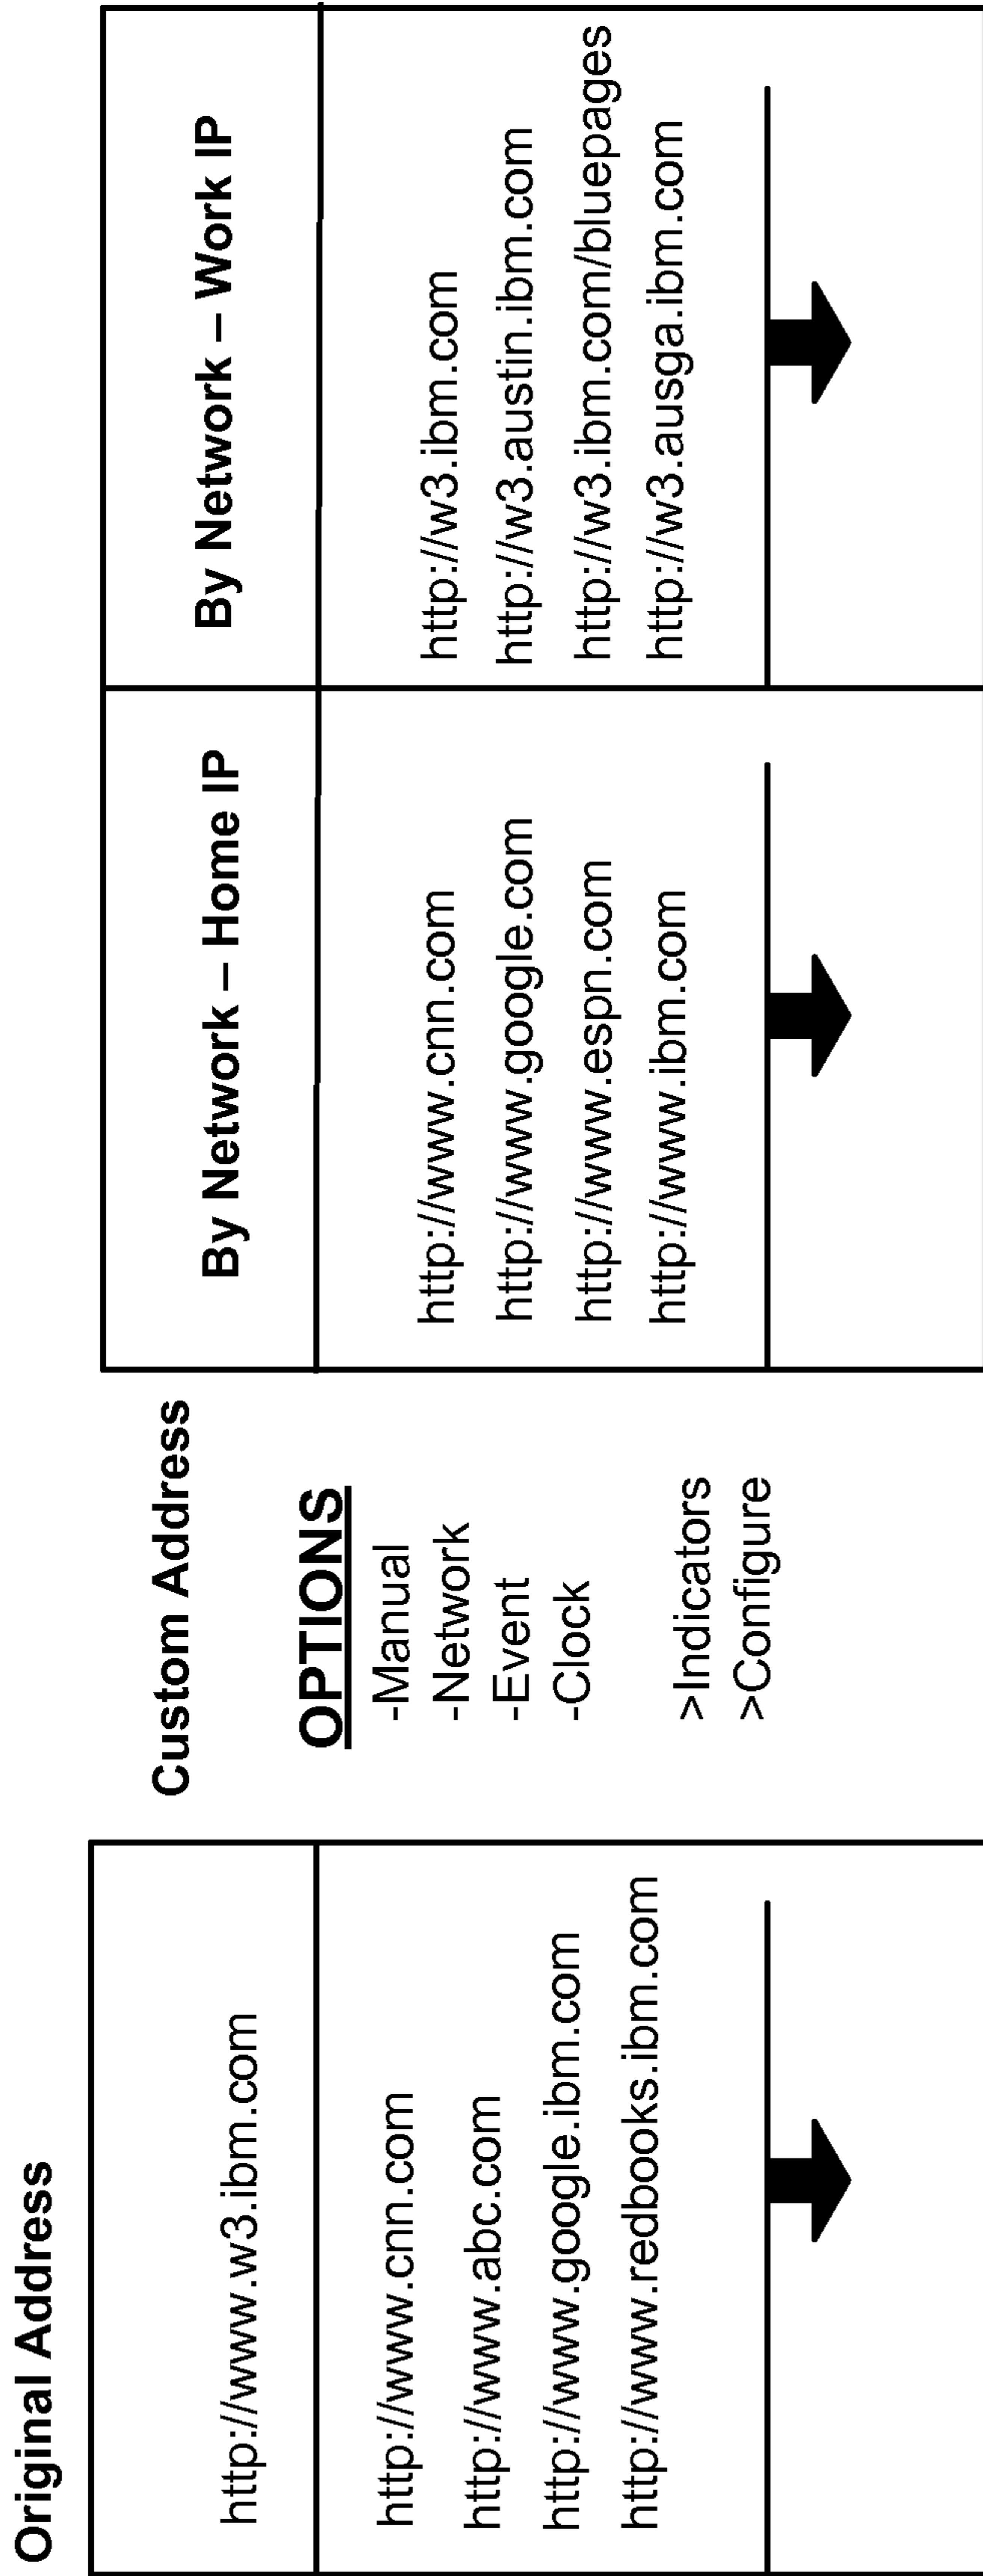 Original Address
http://www.w3.ibm.com
http://www.cnn.com
http://www.abc.com
http://www.google.ibm.com
http://www.redbooks.ibm.com
Custom Address
OPTIONS
-Manual
-Network
-Event
-Clock
>Indicators
>Configure
By Network – Home IP
http://www.cnn.com
http://www.google.com
http://www.espn.com
http://www.ibm.com
By Network – Work IP
http://w3.ibm.com
http://w3.austin.ibm.com
http://w3.ibm.com/bluepages
http://w3.ausga.ibm.com